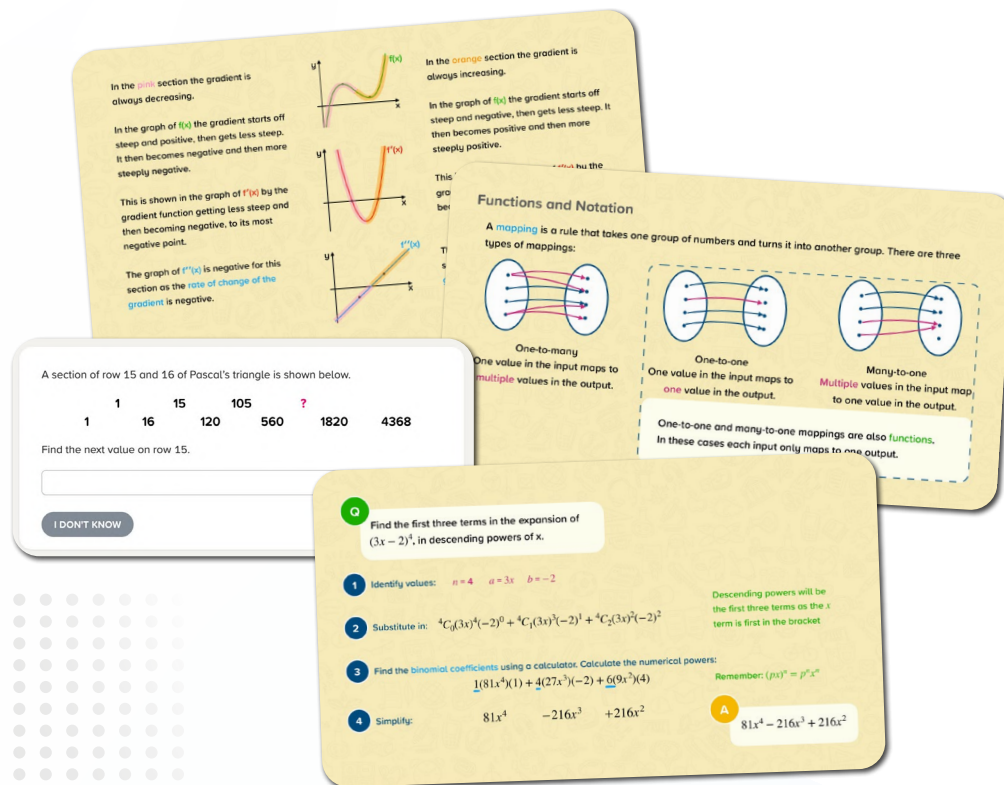 In the pink section the gradient is
always decreasing.
In the graph of f(x) the gradient starts off
steep and positive, then gets less steep.
It then becomes negative and then more
steeply negative.
This is shown in the graph of f'(x) by the
gradient function getting less steep and
then becoming negative, to its most
negative point.
The graph of f''(x) is negative for this
section as the rate of change of the
gradient is negative.
y
f(x)
x
y
f'(x)
x
y
f''(x)
x
In the orange section the gradient is
always increasing.
In the graph of f(x) the gradient starts off
steep and negative, then gets less steep. It
then becomes positive and then more
steeply positive.
This
by the
Functions and Notation
A mapping is a rule that takes one group of numbers and turns it into another group. There are three
types of mappings:
One-to-many
One value in the input maps to
multiple values in the output.
One-to-one
One value in the input maps to
one value in the output.
Many-to-one
Multiple values in the input map
to one value in the output.
One-to-one and many-to-one mappings are also functions.
In these cases each input only maps to one output.
A section of row 15 and 16 of Pascal's triangle is shown below.
1 15 105 ?
1 16 120 560 1820 4368
Find the next value on row 15.
I DON'T KNOW
Q
Find the first three terms in the expansion of
(3x – 2)⁴, in descending powers of x.
1 Identify values: n = 4 a = 3x b = −2
2 Substitute in: ⁴C₀(3x)⁴(−2)⁰ + ⁴C₁(3x)³(−2)¹ + ⁴C₂(3x)²(−2)²
Descending powers will be
the first three terms as the x
term is first in the bracket
3 Find the binomial coefficients using a calculator. Calculate the numerical powers:
1(81x⁴)(1) + 4(27x³)(−2) + 6(9x²)(4)
Remember: (px)ⁿ = pⁿxⁿ
4 Simplify: 81x⁴ −216x³ +216x²
A
81x⁴ − 216x³ + 216x²